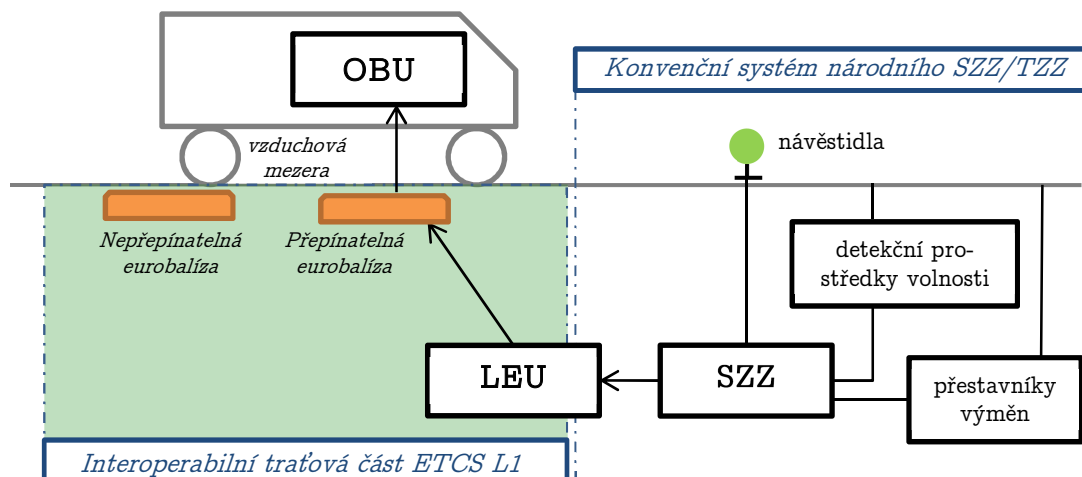 OBU
Konvenční systém národního SZZ/TZZ
vzduchová
mezera
návěstidla
Nepřepínatelná
eurobalíza
Přepínatelná
eurobalíza
detekční pro-
středky volnosti
LEU
SZZ
přestavníky
výměn
Interoperabilní traťová část ETCS L1